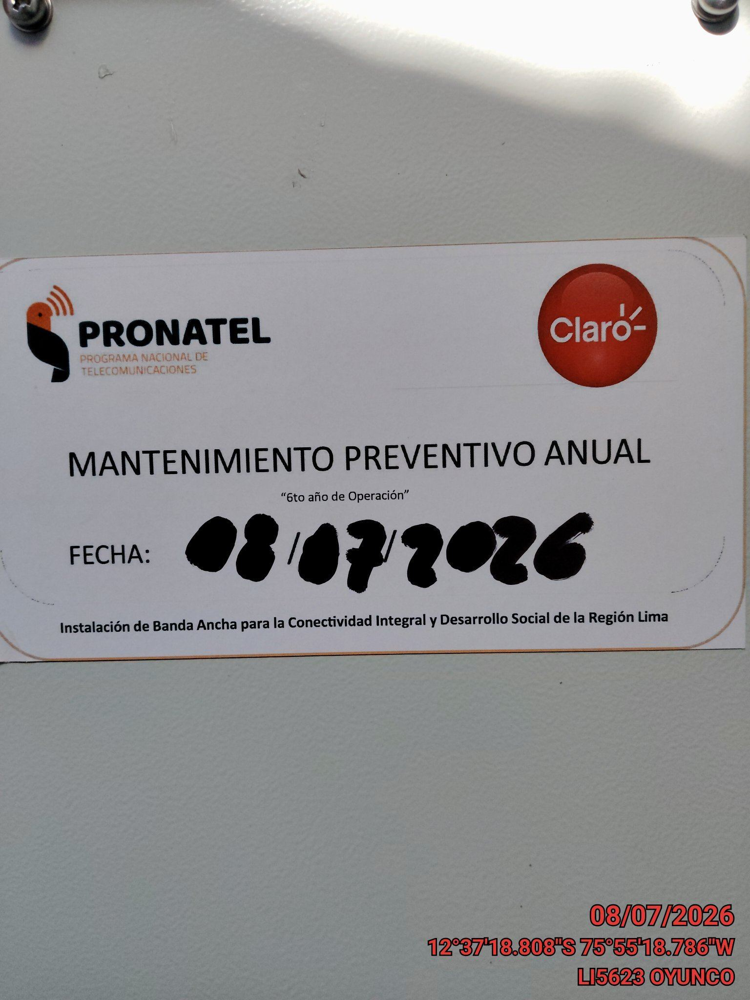 PRONATEL
PROGRAMA NACIONAL DE
TELECOMUNICACIONES
Claro
MANTENIMIENTO PREVENTIVO ANUAL
“6to año de Operación”
FECHA: 08/07/2026
Instalación de Banda Ancha para la Conectividad Integral y Desarrollo Social de la Región Lima
08/07/2026
12°37'18.808"S 75°55'18.786"W
LI5623 OYUNCO